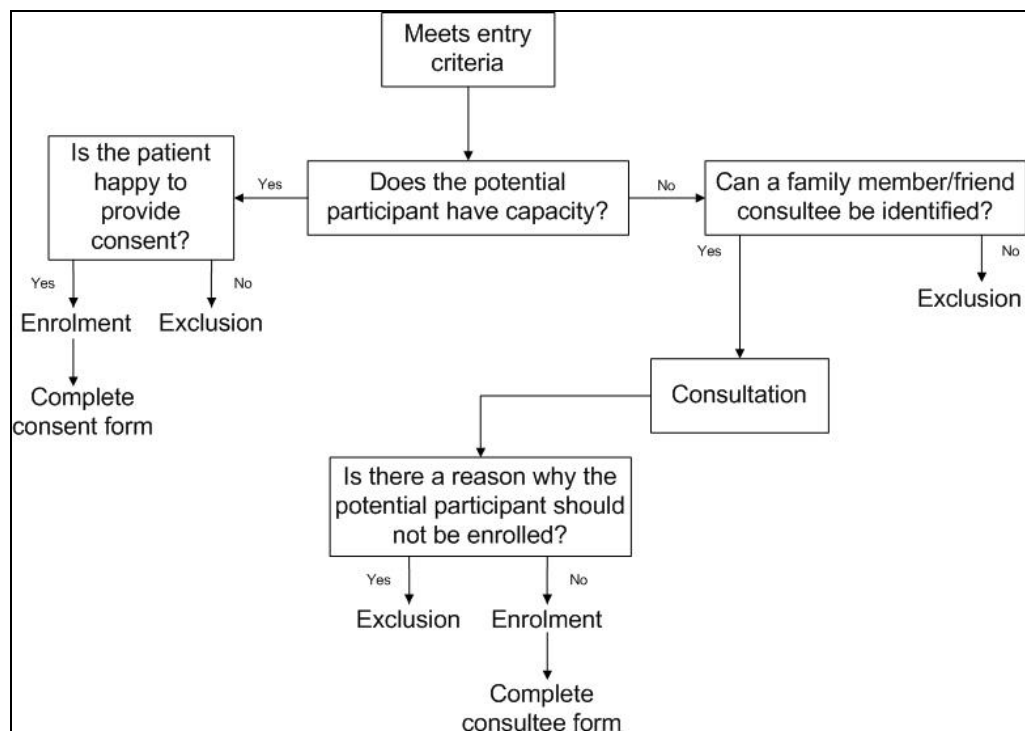 Meets entry
criteria
Is the patient
happy to
provide
consent?
Yes
Does the potential
participant have capacity?
No
Can a family member/friend
consultee be identified?
Yes
No
Yes
No
Enrolment
Exclusion
Exclusion
Complete
consent form
Consultation
Is there a reason why the
potential participant should
not be enrolled?
Yes
No
Exclusion
Enrolment
Complete
consultee form